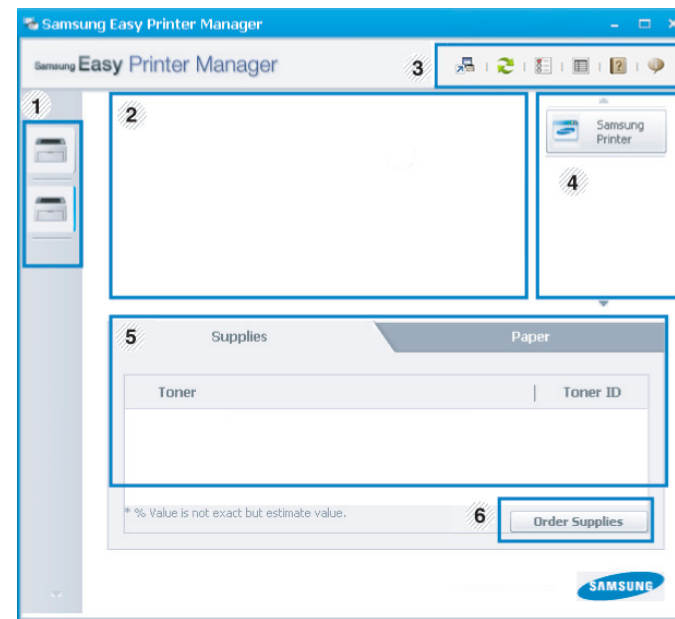 Samsung Easy Printer Manager
Samsung Easy Printer Manager
3
1
2
Samsung
Printer
4
5
Supplies
Paper
Toner
Toner ID
* % Value is not exact but estimate value.
6
Order Supplies
SAMSUNG